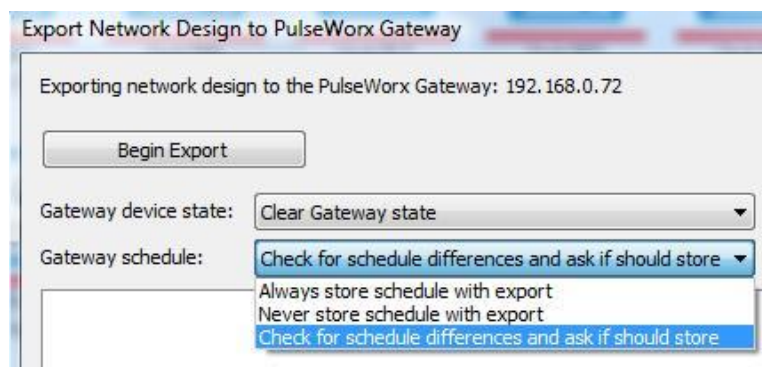 Export Network Design to PulseWorx Gateway
Exporting network design to the PulseWorx Gateway: 192.168.0.72
Begin Export
Gateway device state: Clear Gateway state
Gateway schedule: Check for schedule differences and ask if should store
Always store schedule with export
Never store schedule with export
Check for schedule differences and ask if should store